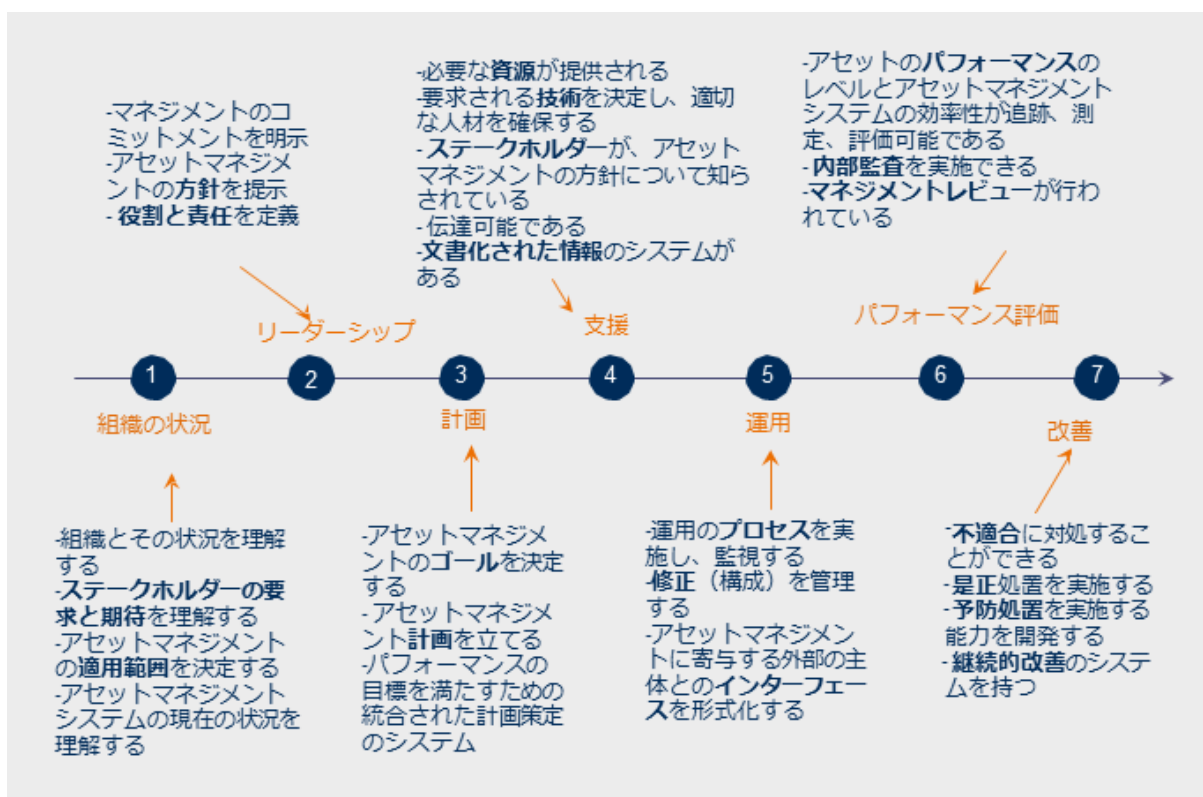 -マネジメントのコ
ミットメントを明示
-アセットマネジメ
ントの方針を提示
- 役割と責任を定義
-必要な資源が提供される
-要求される技術を決定し、適切
な人材を確保する
- ステークホルダーが、アセット
マネジメントの方針について知ら
されている
- 伝達可能である
-文書化された情報のシステムが
ある
-アセットのパフォーマンスの
レベルとアセットマネジメント
システムの効率性が追跡、測
定、評価可能である
- 内部監査を実施できる
-マネジメントレビューが行わ
れている
リーダーシップ
支援
パフォーマンス評価
1
2
3
4
5
6
7
組織の状況
計画
運用
改善
-組織とその状況を理解
する
-ステークホルダーの要
求と期待を理解する
-アセットマネジメント
の適用範囲を決定する
-アセットマネジメント
システムの現在の状況を
理解する
-アセットマネジメ
ントのゴールを決定
する
- アセットマネジメ
ント計画を立てる
-パフォーマンスの
目標を満たすための
統合された計画策定
のシステム
-運用のプロセスを実
施し、監視する
-修正（構成）を管理
する
-アセットマネジメン
トに寄与する外部の主
体とのインターフェー
スを形式化する
- 不適合に対処するこ
とができる
- 是正処置を実施する
- 予防処置を実施する
能力を開発する
- 継続的改善のシステ
ムを持つ